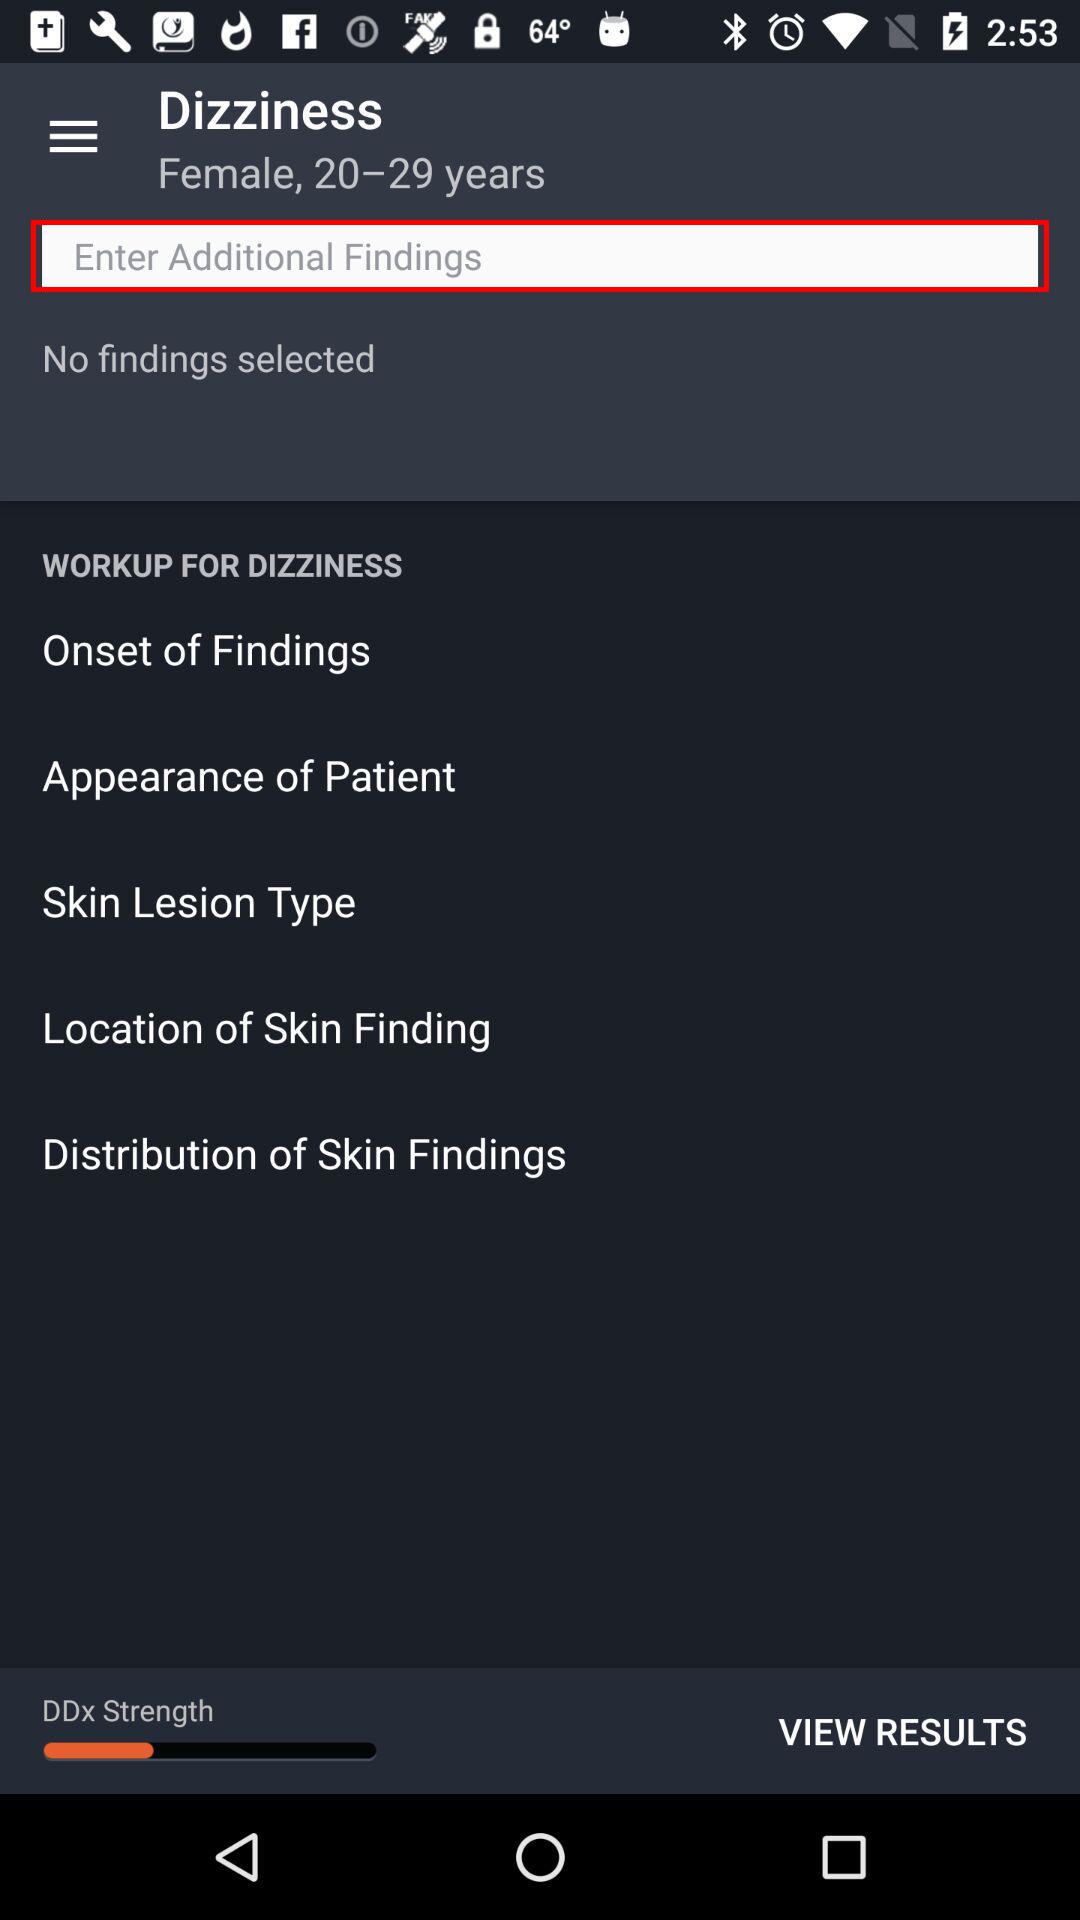 FAKE
64°
2:53
Dizziness
Female, 20–29 years
Enter Additional Findings
No findings selected
WORKUP FOR DIZZINESS
Onset of Findings
Appearance of Patient
Skin Lesion Type
Location of Skin Finding
Distribution of Skin Findings
DDx Strength
VIEW RESULTS